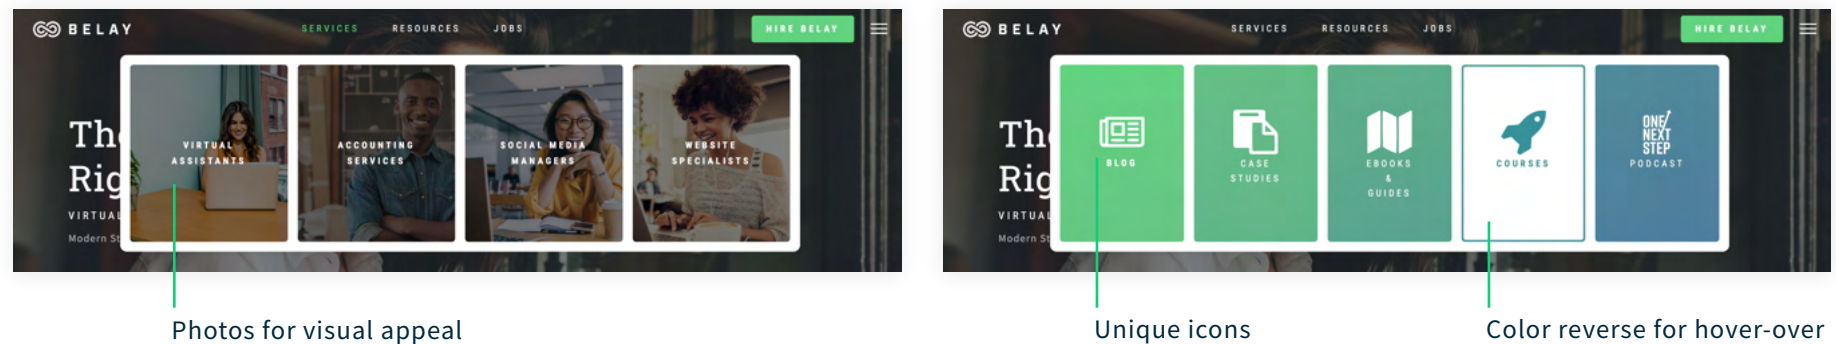 BELAY
SERVICES RESOURCES JOBS
HIRE BELAY
The
Rig
VIRTUAL
Modern St
VIRTUAL
ASSISTANTS
ACCOUNTING
SERVICES
SOCIAL MEDIA
MANAGERS
WEBSITE
SPECIALISTS
Photos for visual appeal
BELAY
SERVICES RESOURCES JOBS
HIRE BELAY
The
Rig
VIRTUAL
Modern St
BLOG
CASE
STUDIES
EBOOKS
&
GUIDES
COURSES
ONE/
NEXT
STEP
PODCAST
Unique icons
Color reverse for hover-over